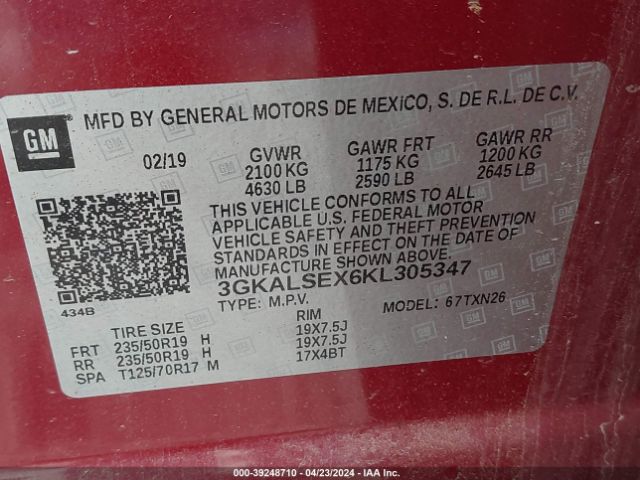 GM
MFD BY GENERAL MOTORS DE MEXICO, S. DE R.L. DE C.V.
02/19 GVWR GAWR FRT GAWR RR
2100 KG 1175 KG 1200 KG
4630 LB 2590 LB 2645 LB
THIS VEHICLE CONFORMS TO ALL
APPLICABLE U.S. FEDERAL MOTOR
VEHICLE SAFETY AND THEFT PREVENTION
STANDARDS IN EFFECT ON THE DATE OF
MANUFACTURE SHOWN ABOVE.
3GKALSEX6KL305347
434B
TYPE: M.P.V. MODEL: 67TXN26
TIRE SIZE RIM
FRT 235/50R19 H 19X7.5J
RR 235/50R19 H 19X7.5J
SPA T125/70R17 M 17X4BT
000-39248710 - 04/23/2024 - IAA Inc.